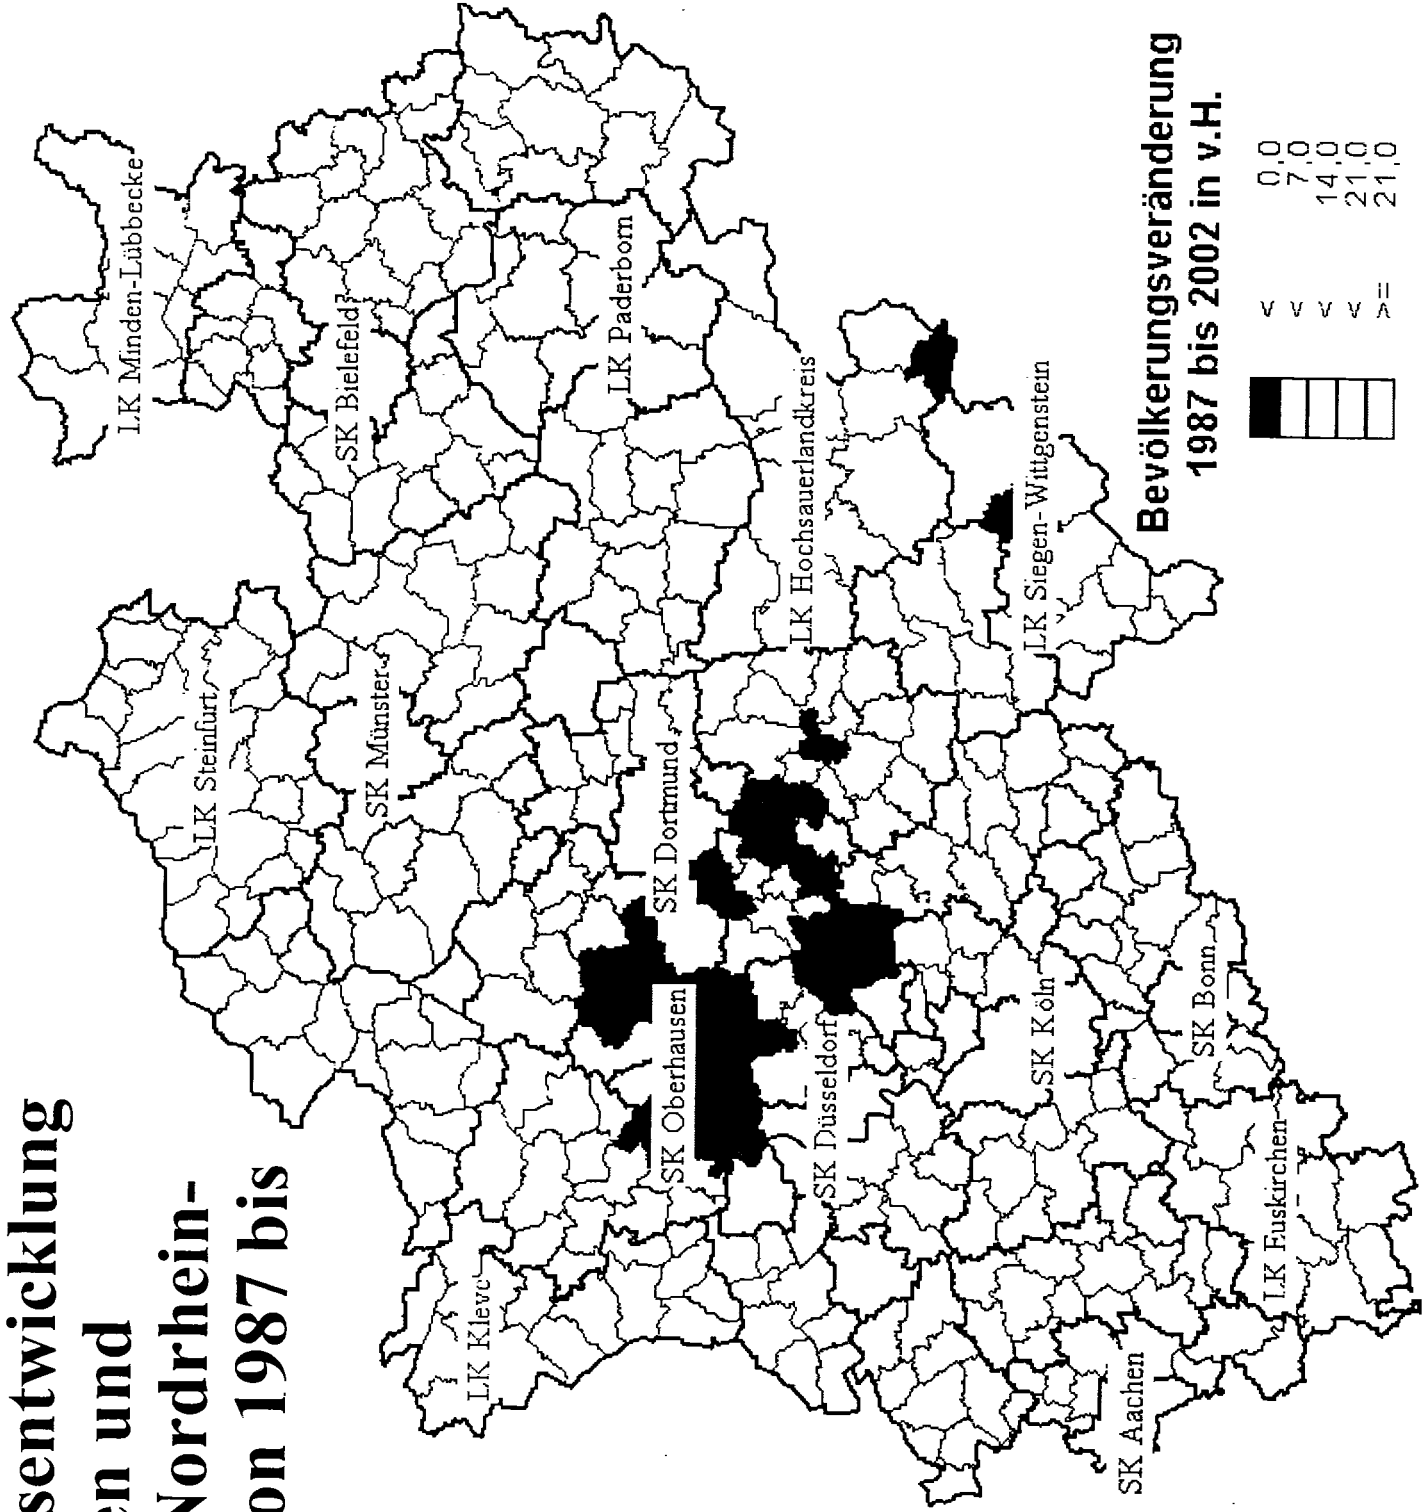 sentwicklung
en und
Nordrhein-
on 1987 bis
LK Minden-Lübbecke
LK Steinfurt
SK Bielefeld
SK Münster
LK Kleve
LK Paderborn
SK Dortmund
SK Oberhausen
LK Hochsauerlandkreis
SK Düsseldorf
LK Siegen-Wittgenstein
SK Köln
SK Aachen
SK Bonn
LK Euskirchen
Bevölkerungsveränderung
1987 bis 2002 in v.H.
< 0,0
< 7,0
< 14,0
< 21,0
>= 21,0